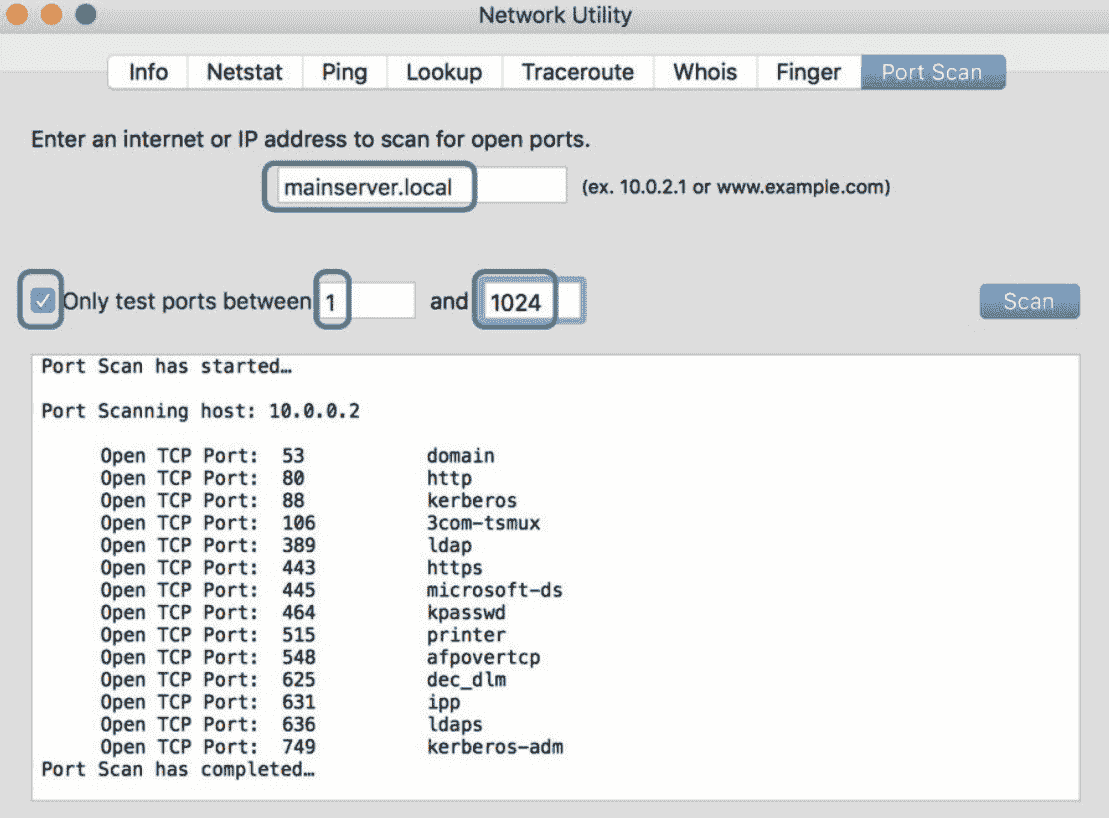 Network Utility
Info Netstat Ping Lookup Traceroute Whois Finger Port Scan
Enter an internet or IP address to scan for open ports.
mainserver.local (ex. 10.0.2.1 or www.example.com)
Only test ports between 1 and 1024 Scan
Port Scan has started…
Port Scanning host: 10.0.0.2
Open TCP Port: 53 domain
Open TCP Port: 80 http
Open TCP Port: 88 kerberos
Open TCP Port: 106 3com-tsmux
Open TCP Port: 389 ldap
Open TCP Port: 443 https
Open TCP Port: 445 microsoft-ds
Open TCP Port: 464 kpasswd
Open TCP Port: 515 printer
Open TCP Port: 548 afpovertcp
Open TCP Port: 625 dec_dlm
Open TCP Port: 631 ipp
Open TCP Port: 636 ldaps
Open TCP Port: 749 kerberos-adm
Port Scan has completed…